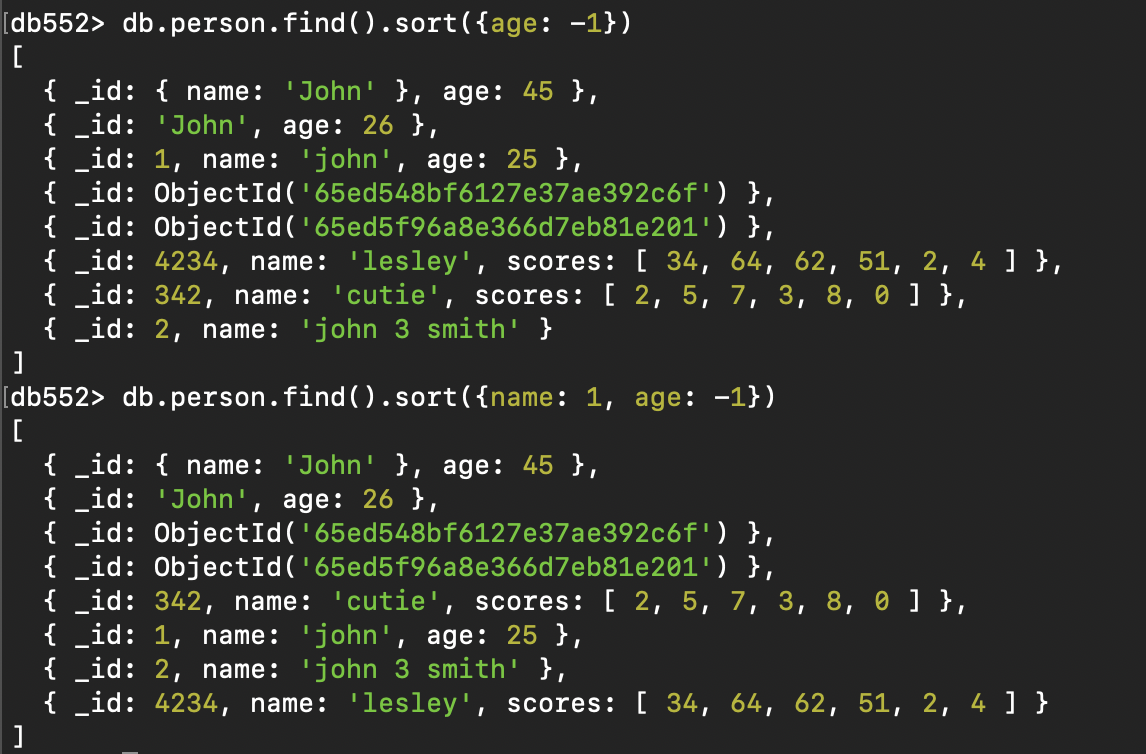 [db552> db.person.find().sort({age: -1})
[
  { _id: { name: 'John' }, age: 45 },
  { _id: 'John', age: 26 },
  { _id: 1, name: 'john', age: 25 },
  { _id: ObjectId('65ed548bf6127e37ae392c6f') },
  { _id: ObjectId('65ed5f96a8e366d7eb81e201') },
  { _id: 4234, name: 'lesley', scores: [ 34, 64, 62, 51, 2, 4 ] },
  { _id: 342, name: 'cutie', scores: [ 2, 5, 7, 3, 8, 0 ] },
  { _id: 2, name: 'john 3 smith' }
]
[db552> db.person.find().sort({name: 1, age: -1})
[
  { _id: { name: 'John' }, age: 45 },
  { _id: 'John', age: 26 },
  { _id: ObjectId('65ed548bf6127e37ae392c6f') },
  { _id: ObjectId('65ed5f96a8e366d7eb81e201') },
  { _id: 342, name: 'cutie', scores: [ 2, 5, 7, 3, 8, 0 ] },
  { _id: 1, name: 'john', age: 25 },
  { _id: 2, name: 'john 3 smith' },
  { _id: 4234, name: 'lesley', scores: [ 34, 64, 62, 51, 2, 4 ] }
]